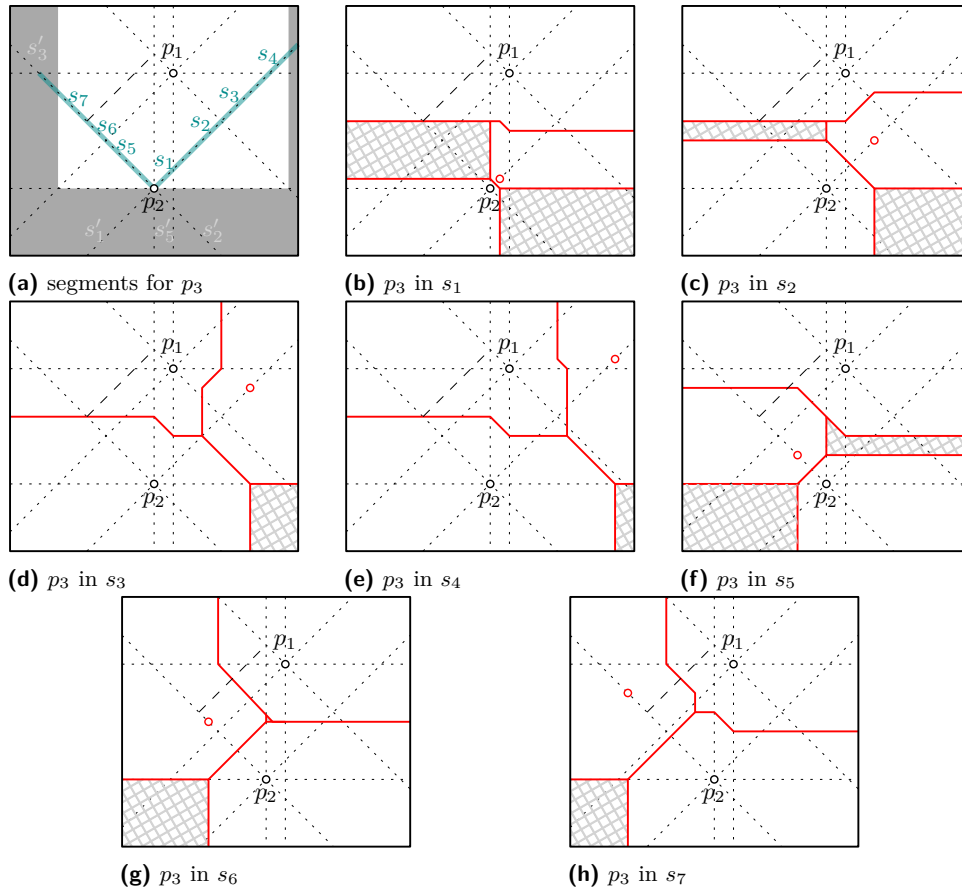 s′₃ p₁ s₄
s₇ s₃
s₆ s₂
s₅ s₁
p₂
s′₁ s′₅ s′₂
(a) segments for p₃
p₁
p₂
(b) p₃ in s₁
p₁
p₂
(c) p₃ in s₂
p₁
p₂
(d) p₃ in s₃
p₁
p₂
(e) p₃ in s₄
p₁
p₂
(f) p₃ in s₅
p₁
p₂
(g) p₃ in s₆
p₁
p₂
(h) p₃ in s₇